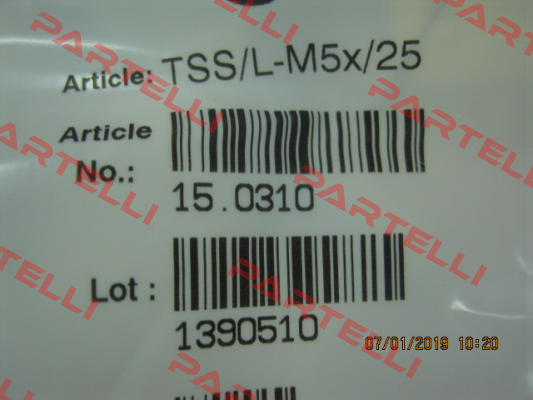 Article: TSS/L-M5x/25
Article
No.:
15.0310
Lot :
1390510
07/01/2019 10:20
PARTELLI
PARTELLI
PARTELLI
PARTELLI
PARTELLI